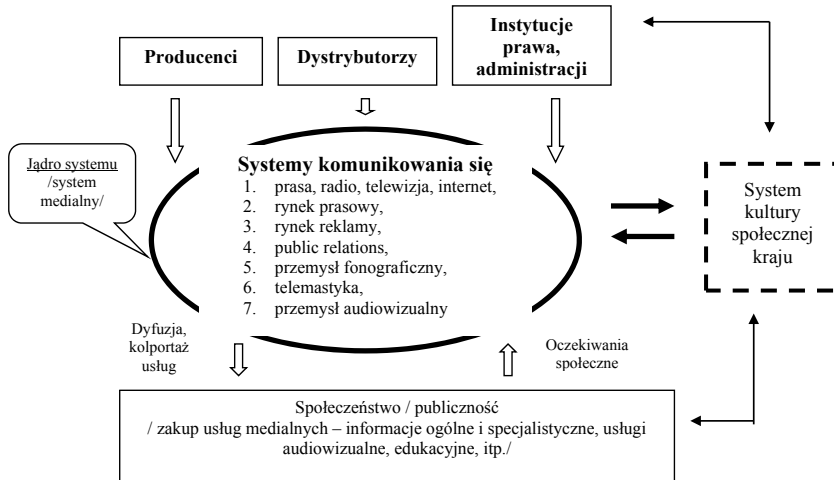 Producenci
Dystrybutorzy
Instytucje
prawa,
administracji
Jądro systemu
/system
medialny/
Systemy komunikowania się
1. prasa, radio, telewizja, internet,
2. rynek prasowy,
3. rynek reklamy,
4. public relations,
5. przemysł fonograficzny,
6. telemastyka,
7. przemysł audiowizualny
System
kultury
społecznej
kraju
Dyfuzja,
kolportaż
usług
Oczekiwania
społeczne
Społeczeństwo / publiczność
/ zakup usług medialnych – informacje ogólne i specjalistyczne, usługi
audiowizualne, edukacyjne, itp./